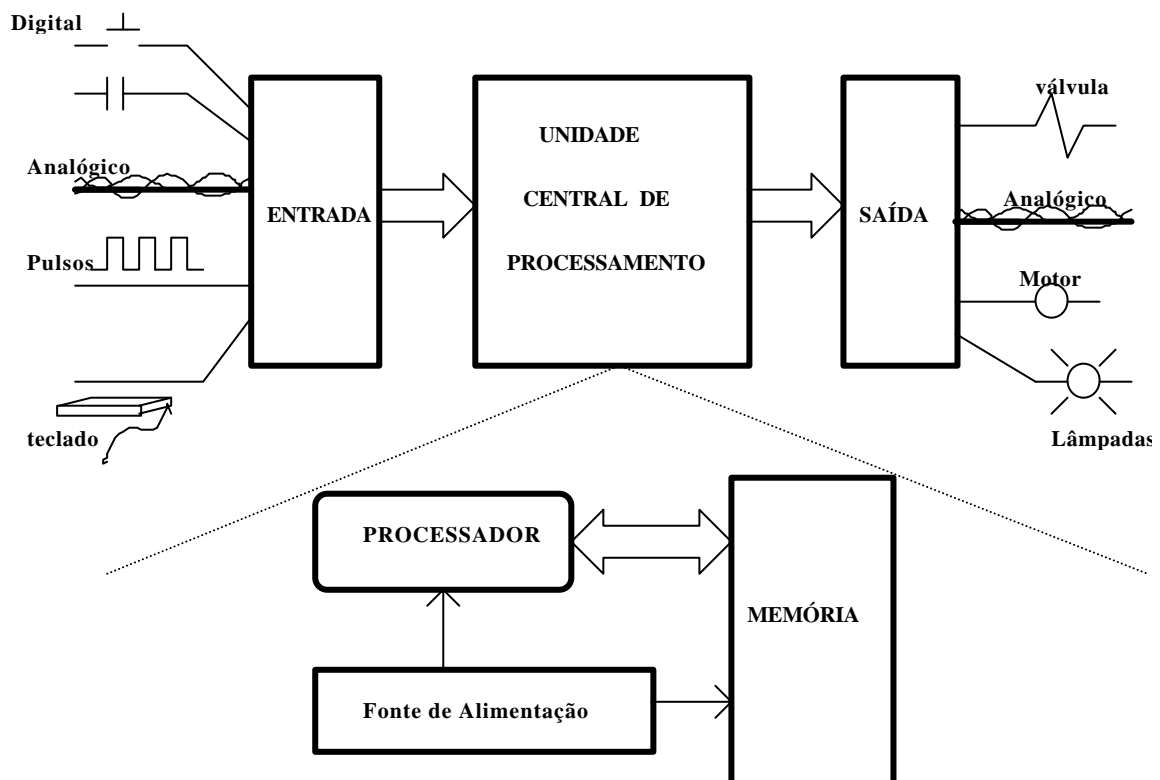 Digital
válvula
UNIDADE
Analógico
CENTRAL DE
ENTRADA
SAÍDA
Analógico
Pulsos
PROCESSAMENTO
Motor
teclado
Lâmpadas
PROCESSADOR
MEMÓRIA
Fonte de Alimentação